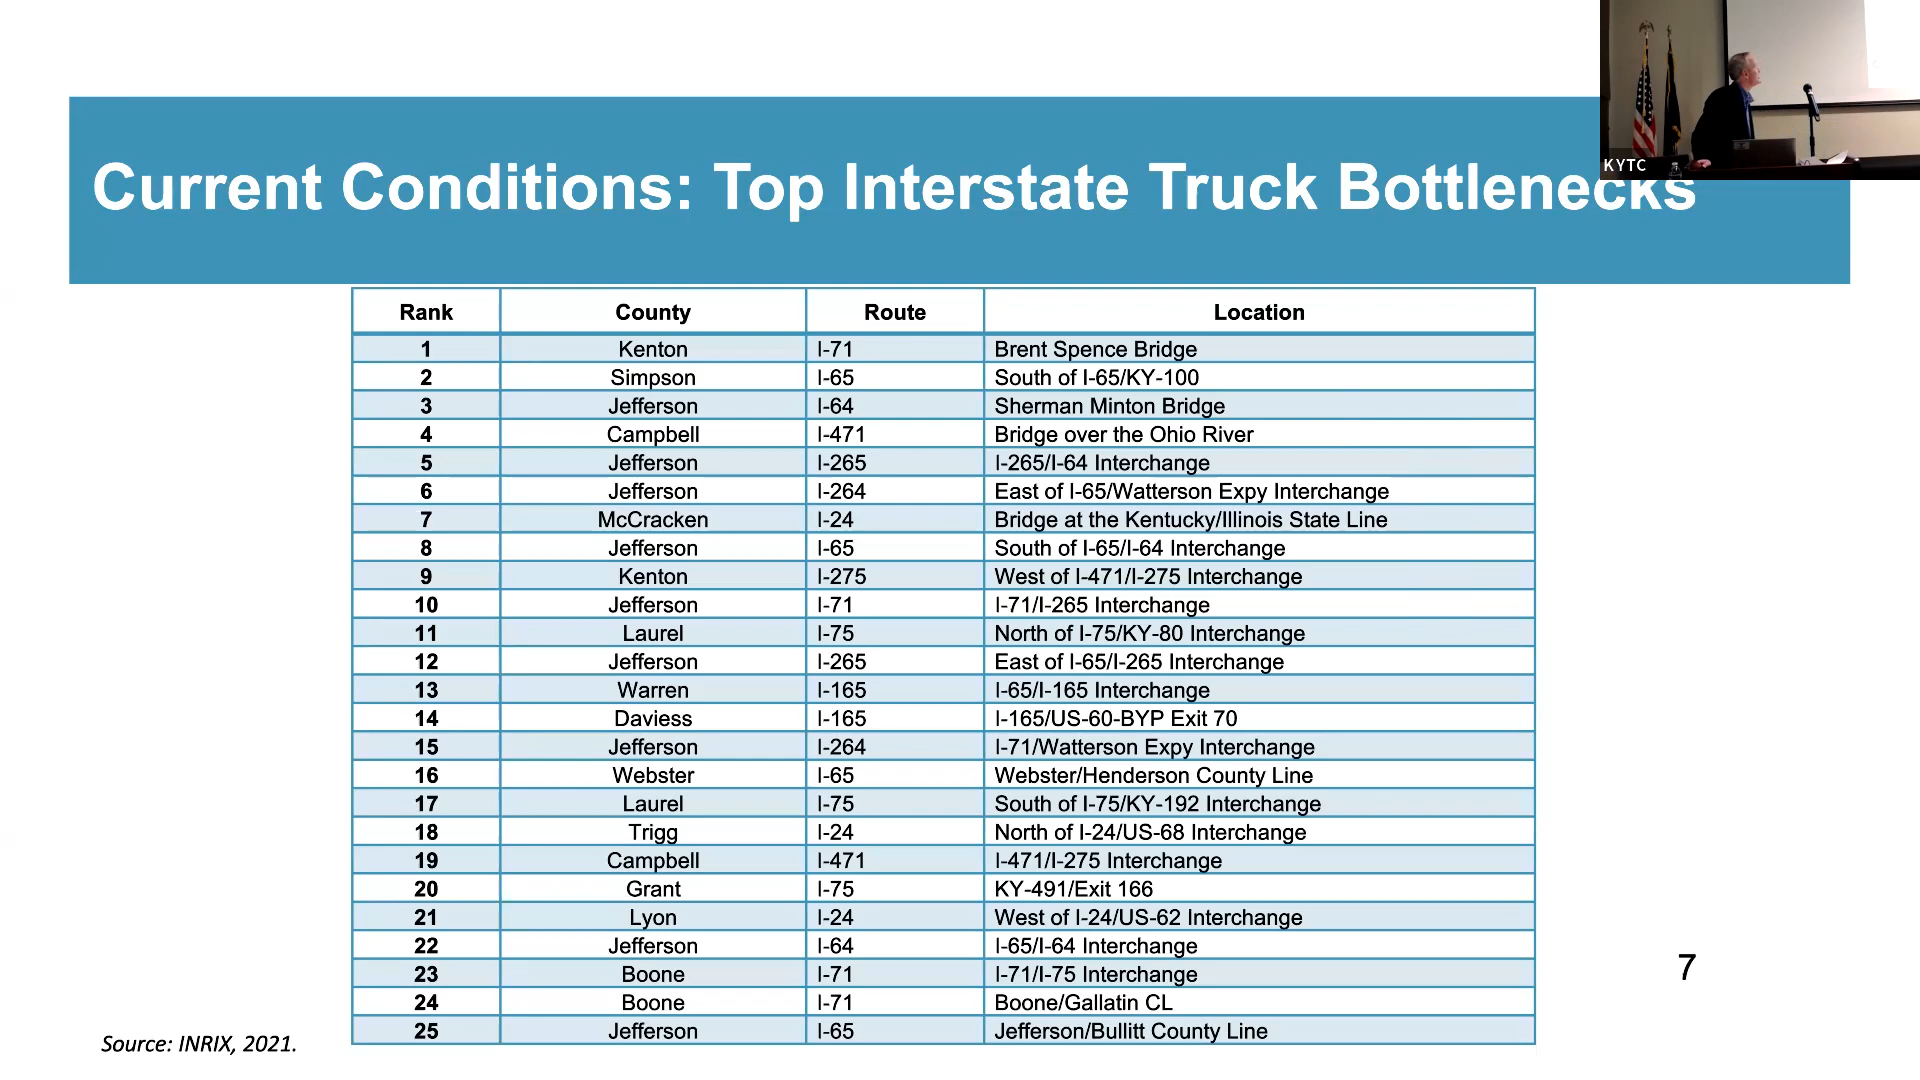 KYTC
Current Conditions: Top Interstate Truck Bottlenecks
Rank County Route Location
1 Kenton I-71 Brent Spence Bridge
2 Simpson I-65 South of I-65/KY-100
3 Jefferson I-64 Sherman Minton Bridge
4 Campbell I-471 Bridge over the Ohio River
5 Jefferson I-265 I-265/I-64 Interchange
6 Jefferson I-264 East of I-65/Watterson Expy Interchange
7 McCracken I-24 Bridge at the Kentucky/Illinois State Line
8 Jefferson I-65 South of I-65/I-64 Interchange
9 Kenton I-275 West of I-471/I-275 Interchange
10 Jefferson I-71 I-71/I-265 Interchange
11 Laurel I-75 North of I-75/KY-80 Interchange
12 Jefferson I-265 East of I-65/I-265 Interchange
13 Warren I-165 I-65/I-165 Interchange
14 Daviess I-165 I-165/US-60-BYP Exit 70
15 Jefferson I-264 I-71/Watterson Expy Interchange
16 Webster I-65 Webster/Henderson County Line
17 Laurel I-75 South of I-75/KY-192 Interchange
18 Trigg I-24 North of I-24/US-68 Interchange
19 Campbell I-471 I-471/I-275 Interchange
20 Grant I-75 KY-491/Exit 166
21 Lyon I-24 West of I-24/US-62 Interchange
22 Jefferson I-64 I-65/I-64 Interchange
23 Boone I-71 I-71/I-75 Interchange
24 Boone I-71 Boone/Gallatin CL
25 Jefferson I-65 Jefferson/Bullitt County Line
7
Source: INRIX, 2021.